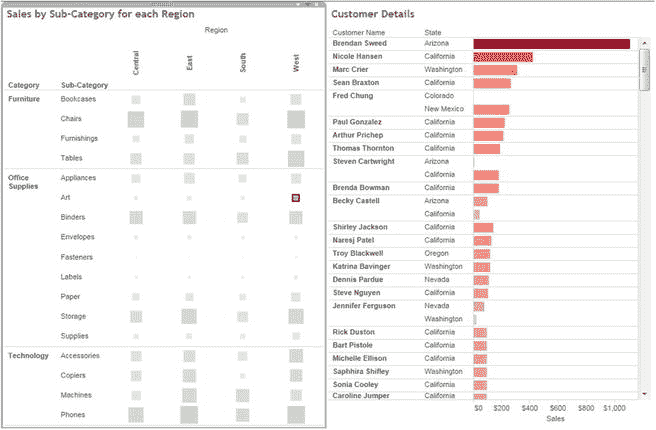 Sales by Sub-Category for each Region
Region
Central East South West
Category Sub-Category
Furniture Bookcases
Chairs
Furnishings
Tables
Office Supplies Appliances
Art
Binders
Envelopes
Fasteners
Labels
Paper
Storage
Supplies
Technology Accessories
Copiers
Machines
Phones
Customer Details
Customer Name State
Brendan Sweed Arizona
Nicole Hansen California
Marc Crier Washington
Sean Braxton California
Fred Chung Colorado
New Mexico
Paul Gonzalez California
Arthur Prichep California
Thomas Thornton California
Steven Cartwright Arizona
California
Brenda Bowman California
Becky Castell Arizona
California
Shirley Jackson California
Naresj Patel California
Troy Blackwell Oregon
Katrina Bavinger Washington
Dennis Pardue Nevada
Steve Nguyen California
Jennifer Ferguson Nevada
Washington
Rick Duston California
Bart Pistole California
Michelle Ellison California
Saphhira Shifley Washington
Sonia Cooley California
Caroline Jumper California
$0 $200 $400 $600 $800 $1,000
Sales